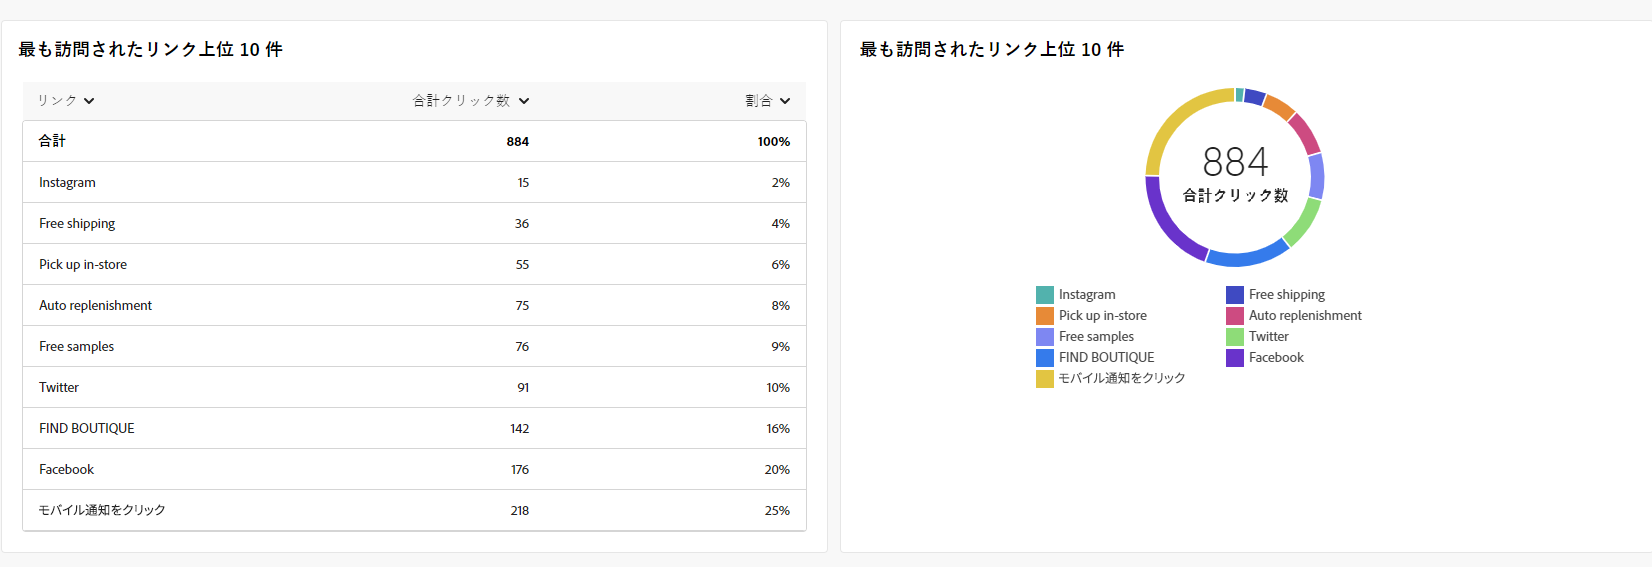 最も訪問されたリンク上位 10 件
リンク 合計クリック数 割合
合計 884 100%
Instagram 15 2%
Free shipping 36 4%
Pick up in-store 55 6%
Auto replenishment 75 8%
Free samples 76 9%
Twitter 91 10%
FIND BOUTIQUE 142 16%
Facebook 176 20%
モバイル通知をクリック 218 25%
最も訪問されたリンク上位 10 件
884
合計クリック数
Instagram Free shipping
Pick up in-store Auto replenishment
Free samples Twitter
FIND BOUTIQUE Facebook
モバイル通知をクリック